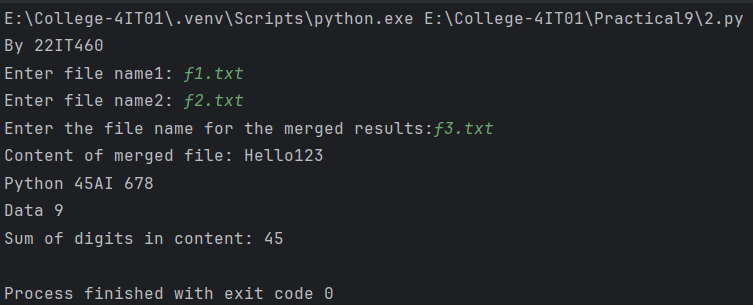 E:\College-4IT01\.venv\Scripts\python.exe E:\College-4IT01\Practical9\2.py
By 22IT460
Enter file name1: f1.txt
Enter file name2: f2.txt
Enter the file name for the merged results:f3.txt
Content of merged file: Hello123
Python 45AI 678
Data 9
Sum of digits in content: 45
Process finished with exit code 0